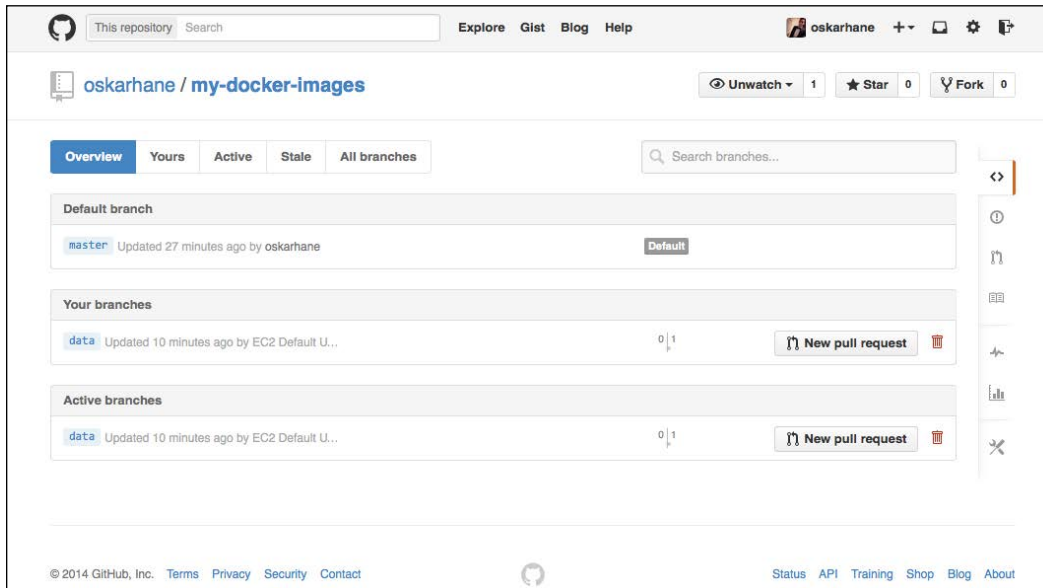 This repository Search Explore Gist Blog Help oskarhane
oskarhane / my-docker-images Unwatch 1 Star 0 Fork 0
Overview Yours Active Stale All branches Search branches...
Default branch
master Updated 27 minutes ago by oskarhane Default
Your branches
data Updated 10 minutes ago by EC2 Default U... 0 1 New pull request
Active branches
data Updated 10 minutes ago by EC2 Default U... 0 1 New pull request
© 2014 GitHub, Inc. Terms Privacy Security Contact Status API Training Shop Blog About